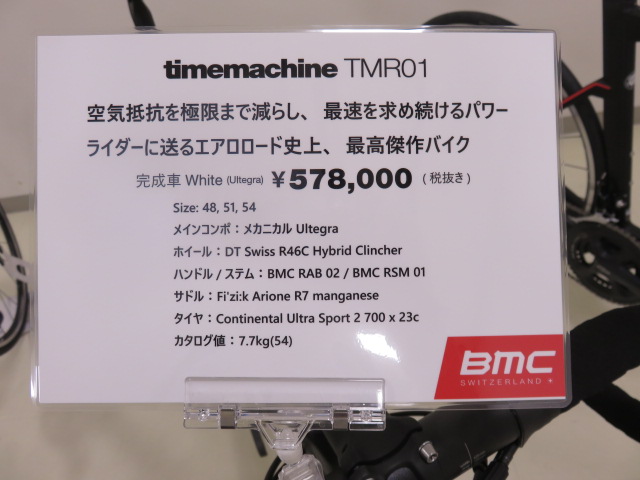 timemachine TMR01
空気抵抗を極限まで減らし、 最速を求め続けるパワー
ライダーに送るエアロロード史上、 最高傑作バイク
完成車 White (Ultegra) ¥578,000 (税抜き)
Size: 48, 51, 54
メインコンポ：メカニカル Ultegra
ホイール：DT Swiss R46C Hybrid Clincher
ハンドル / ステム：BMC RAB 02 / BMC RSM 01
サドル：Fi'zi:k Arione R7 manganese
タイヤ：Continental Ultra Sport 2 700 x 23c
カタログ値：7.7kg(54)
BMC
SWITZERLAND